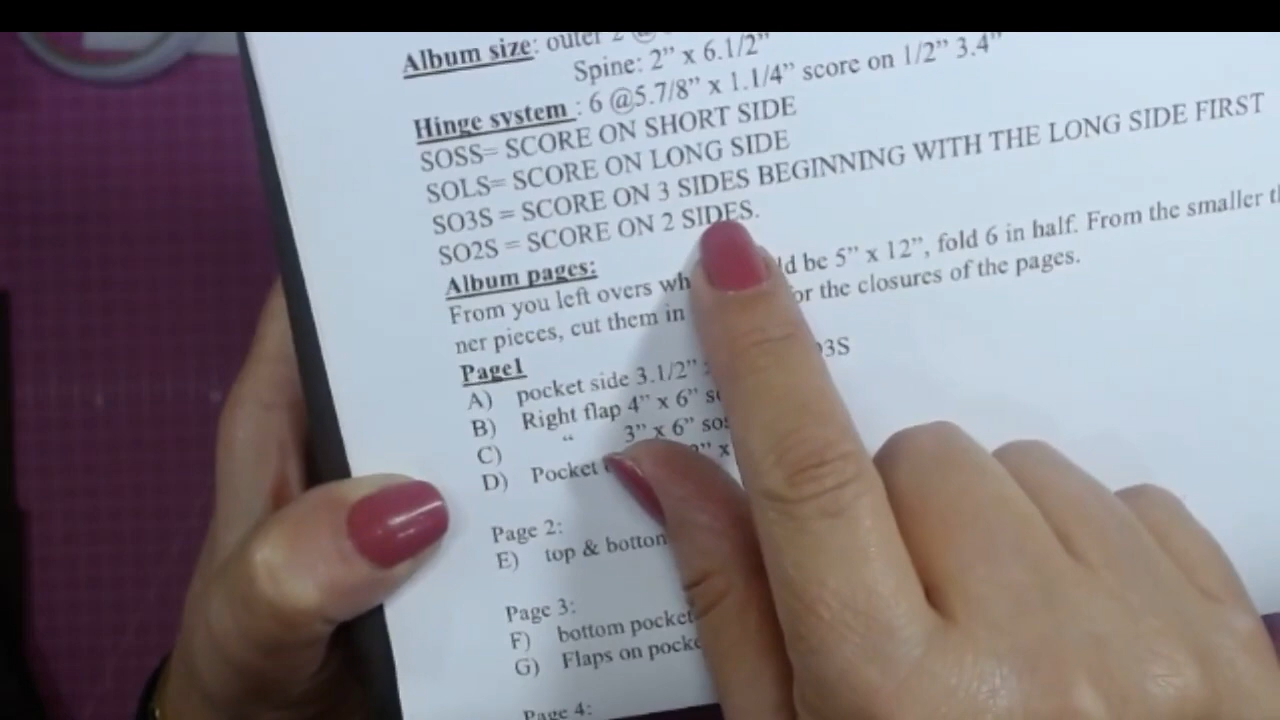 Album size: outer 2 @
Spine: 2” x 6.1/2”
Hinge system : 6 @5.7/8” x 1.1/4” score on 1/2” 3.4”
SOSS= SCORE ON SHORT SIDE
SOLS= SCORE ON LONG SIDE
SO3S = SCORE ON 3 SIDES BEGINNING WITH THE LONG SIDE FIRST
SO2S = SCORE ON 2 SIDES.
Album pages:
From you left overs be 5” x 12”, fold 6 in half. From the smaller
ner pieces, cut them in the closures of the pages.
Page1
A) pocket side 3.1/2”
B) Right flap 4” x 6”
C) “ 3” x 6”
D) Pocket
Page 2:
E) top &
Page 3:
F) bottom pocket
G) Flaps on
Page 4: